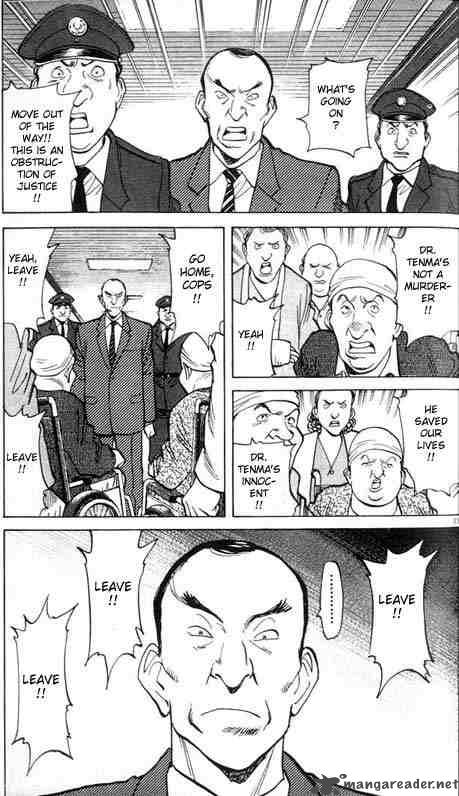 WHAT'S
GOING
ON
?
MOVE OUT
OF THE
WAY!!
THIS IS AN
OBSTRUC-
TION OF
JUSTICE
!!
DR.
TENMA'S
NOT A
MURDER-
ER
!!
YEAH
!!
GO
HOME,
COPS
!!
YEAH,
LEAVE
!!
LEAVE
!!
HE
SAVED
OUR
LIVES
!!
DR.
TENMA'S
INNOC-
ENT
!!
LEAVE
!!
........
LEAVE
!!
LEAVE
!!
mangareader.net